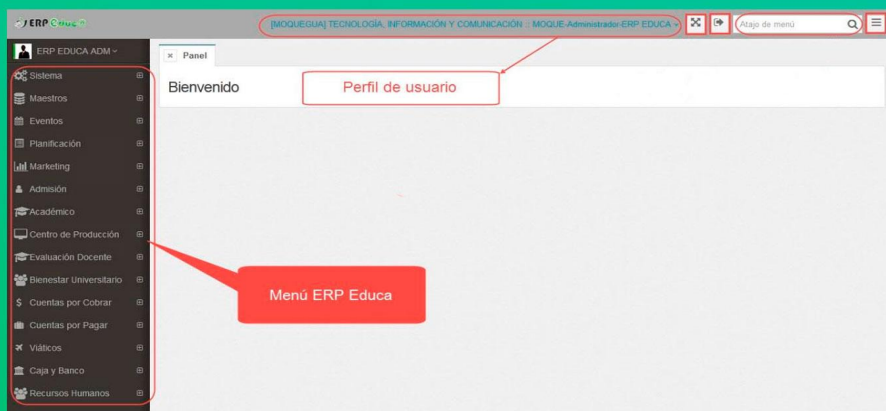 ERP Educa
[MOQUEGUA] TECNOLOGÍA, INFORMACIÓN Y COMUNICACIÓN :: MOQUE-Administrador-ERP EDUCA
Atajo de menú
ERP EDUCA ADM
× Panel
Sistema
Bienvenido
Perfil de usuario
Maestros
Eventos
Planificación
Marketing
Admisión
Académico
Centro de Producción
Evaluación Docente
Bienestar Universitario
Menú ERP Educa
$ Cuentas por Cobrar
Cuentas por Pagar
Viáticos
Caja y Banco
Recursos Humanos